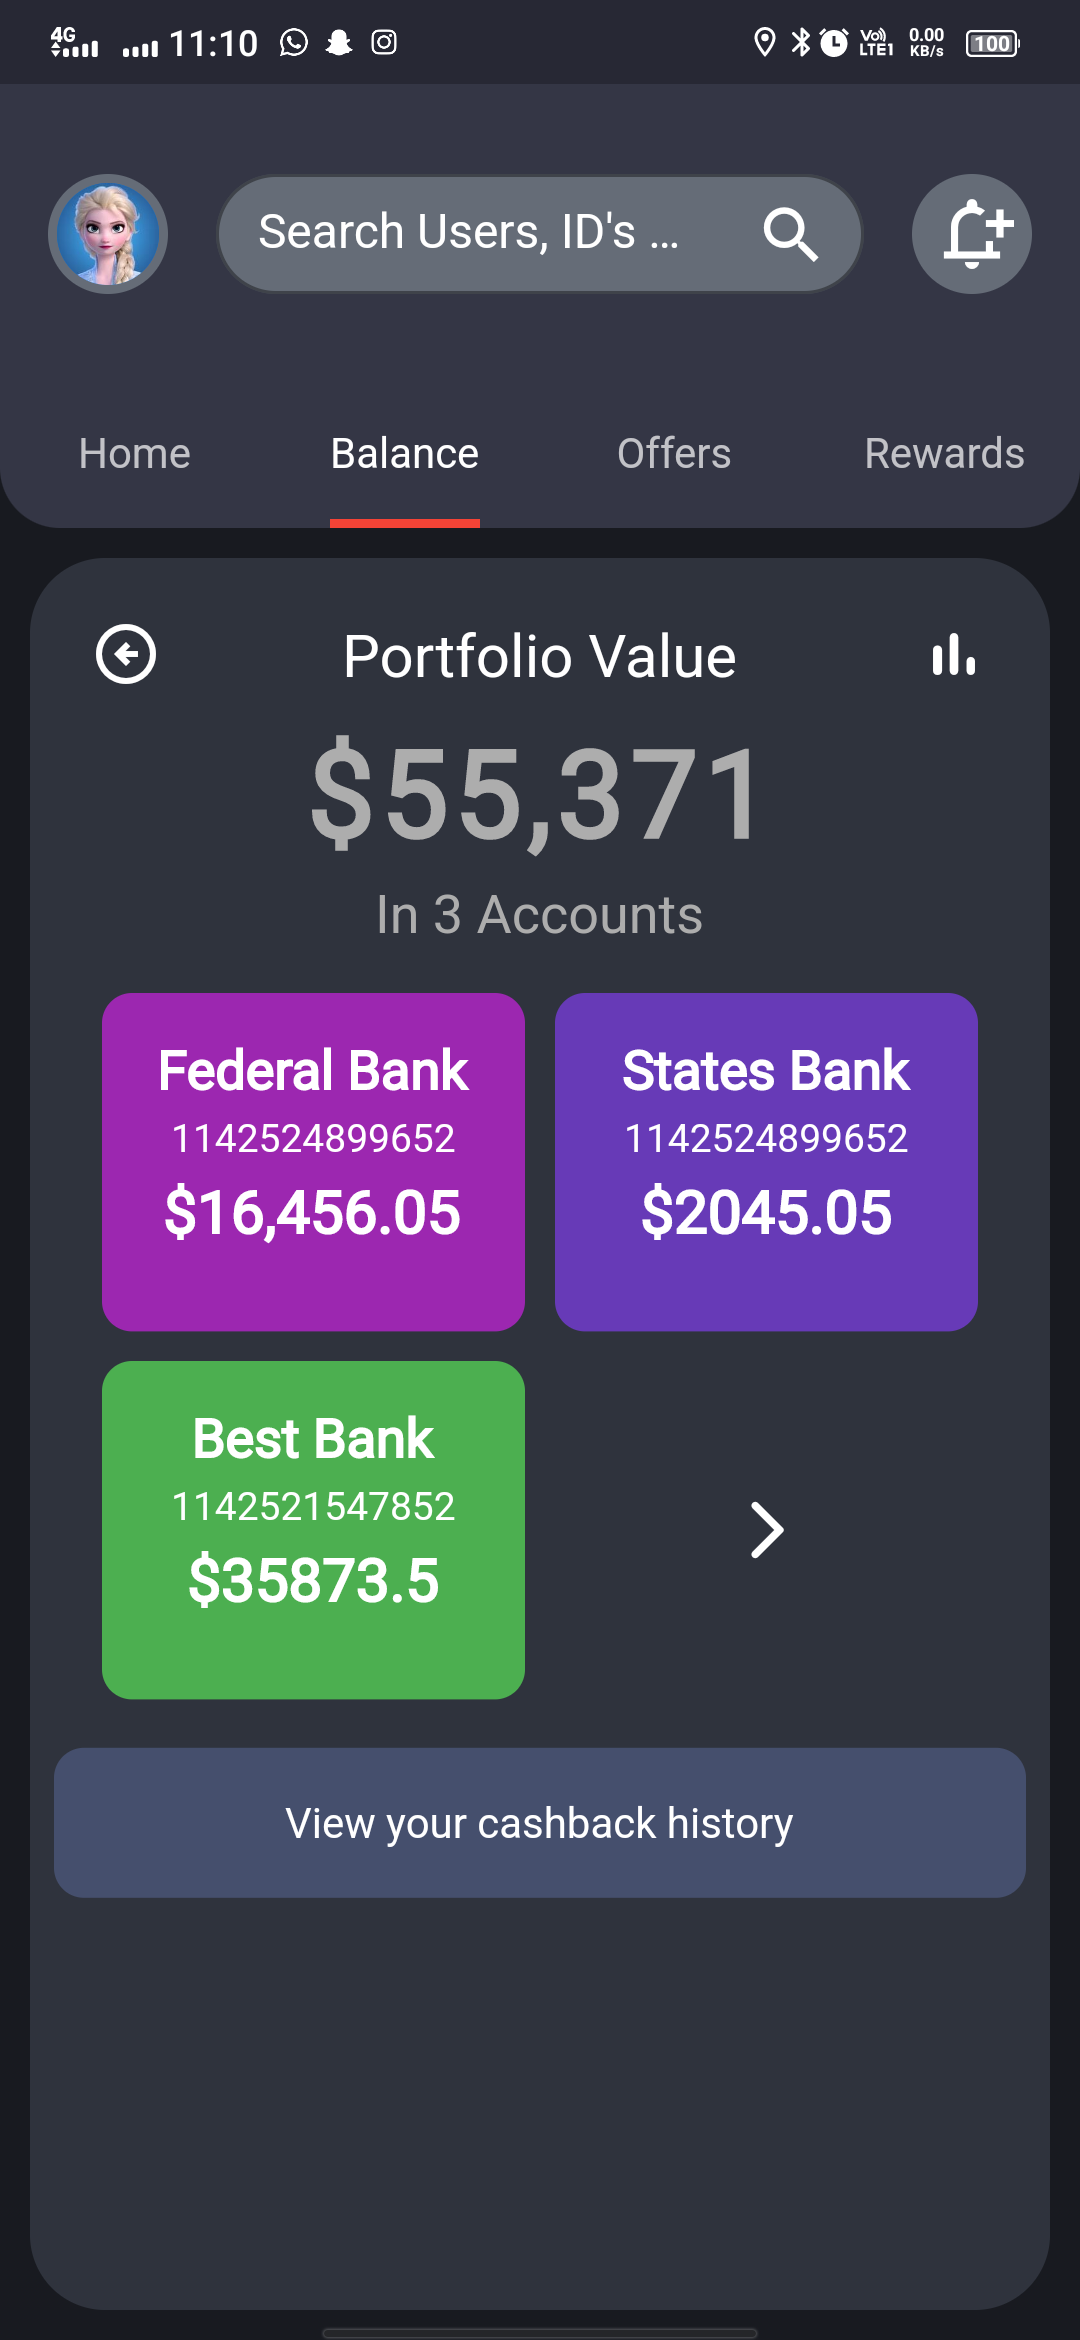 4G 11:10 Vo)) LTE1 0.00 KB/s 100
Search Users, ID's ...
Home Balance Offers Rewards
Portfolio Value
$55,371
In 3 Accounts
Federal Bank
1142524899652
$16,456.05
States Bank
1142524899652
$2045.05
Best Bank
1142521547852
$35873.5
View your cashback history